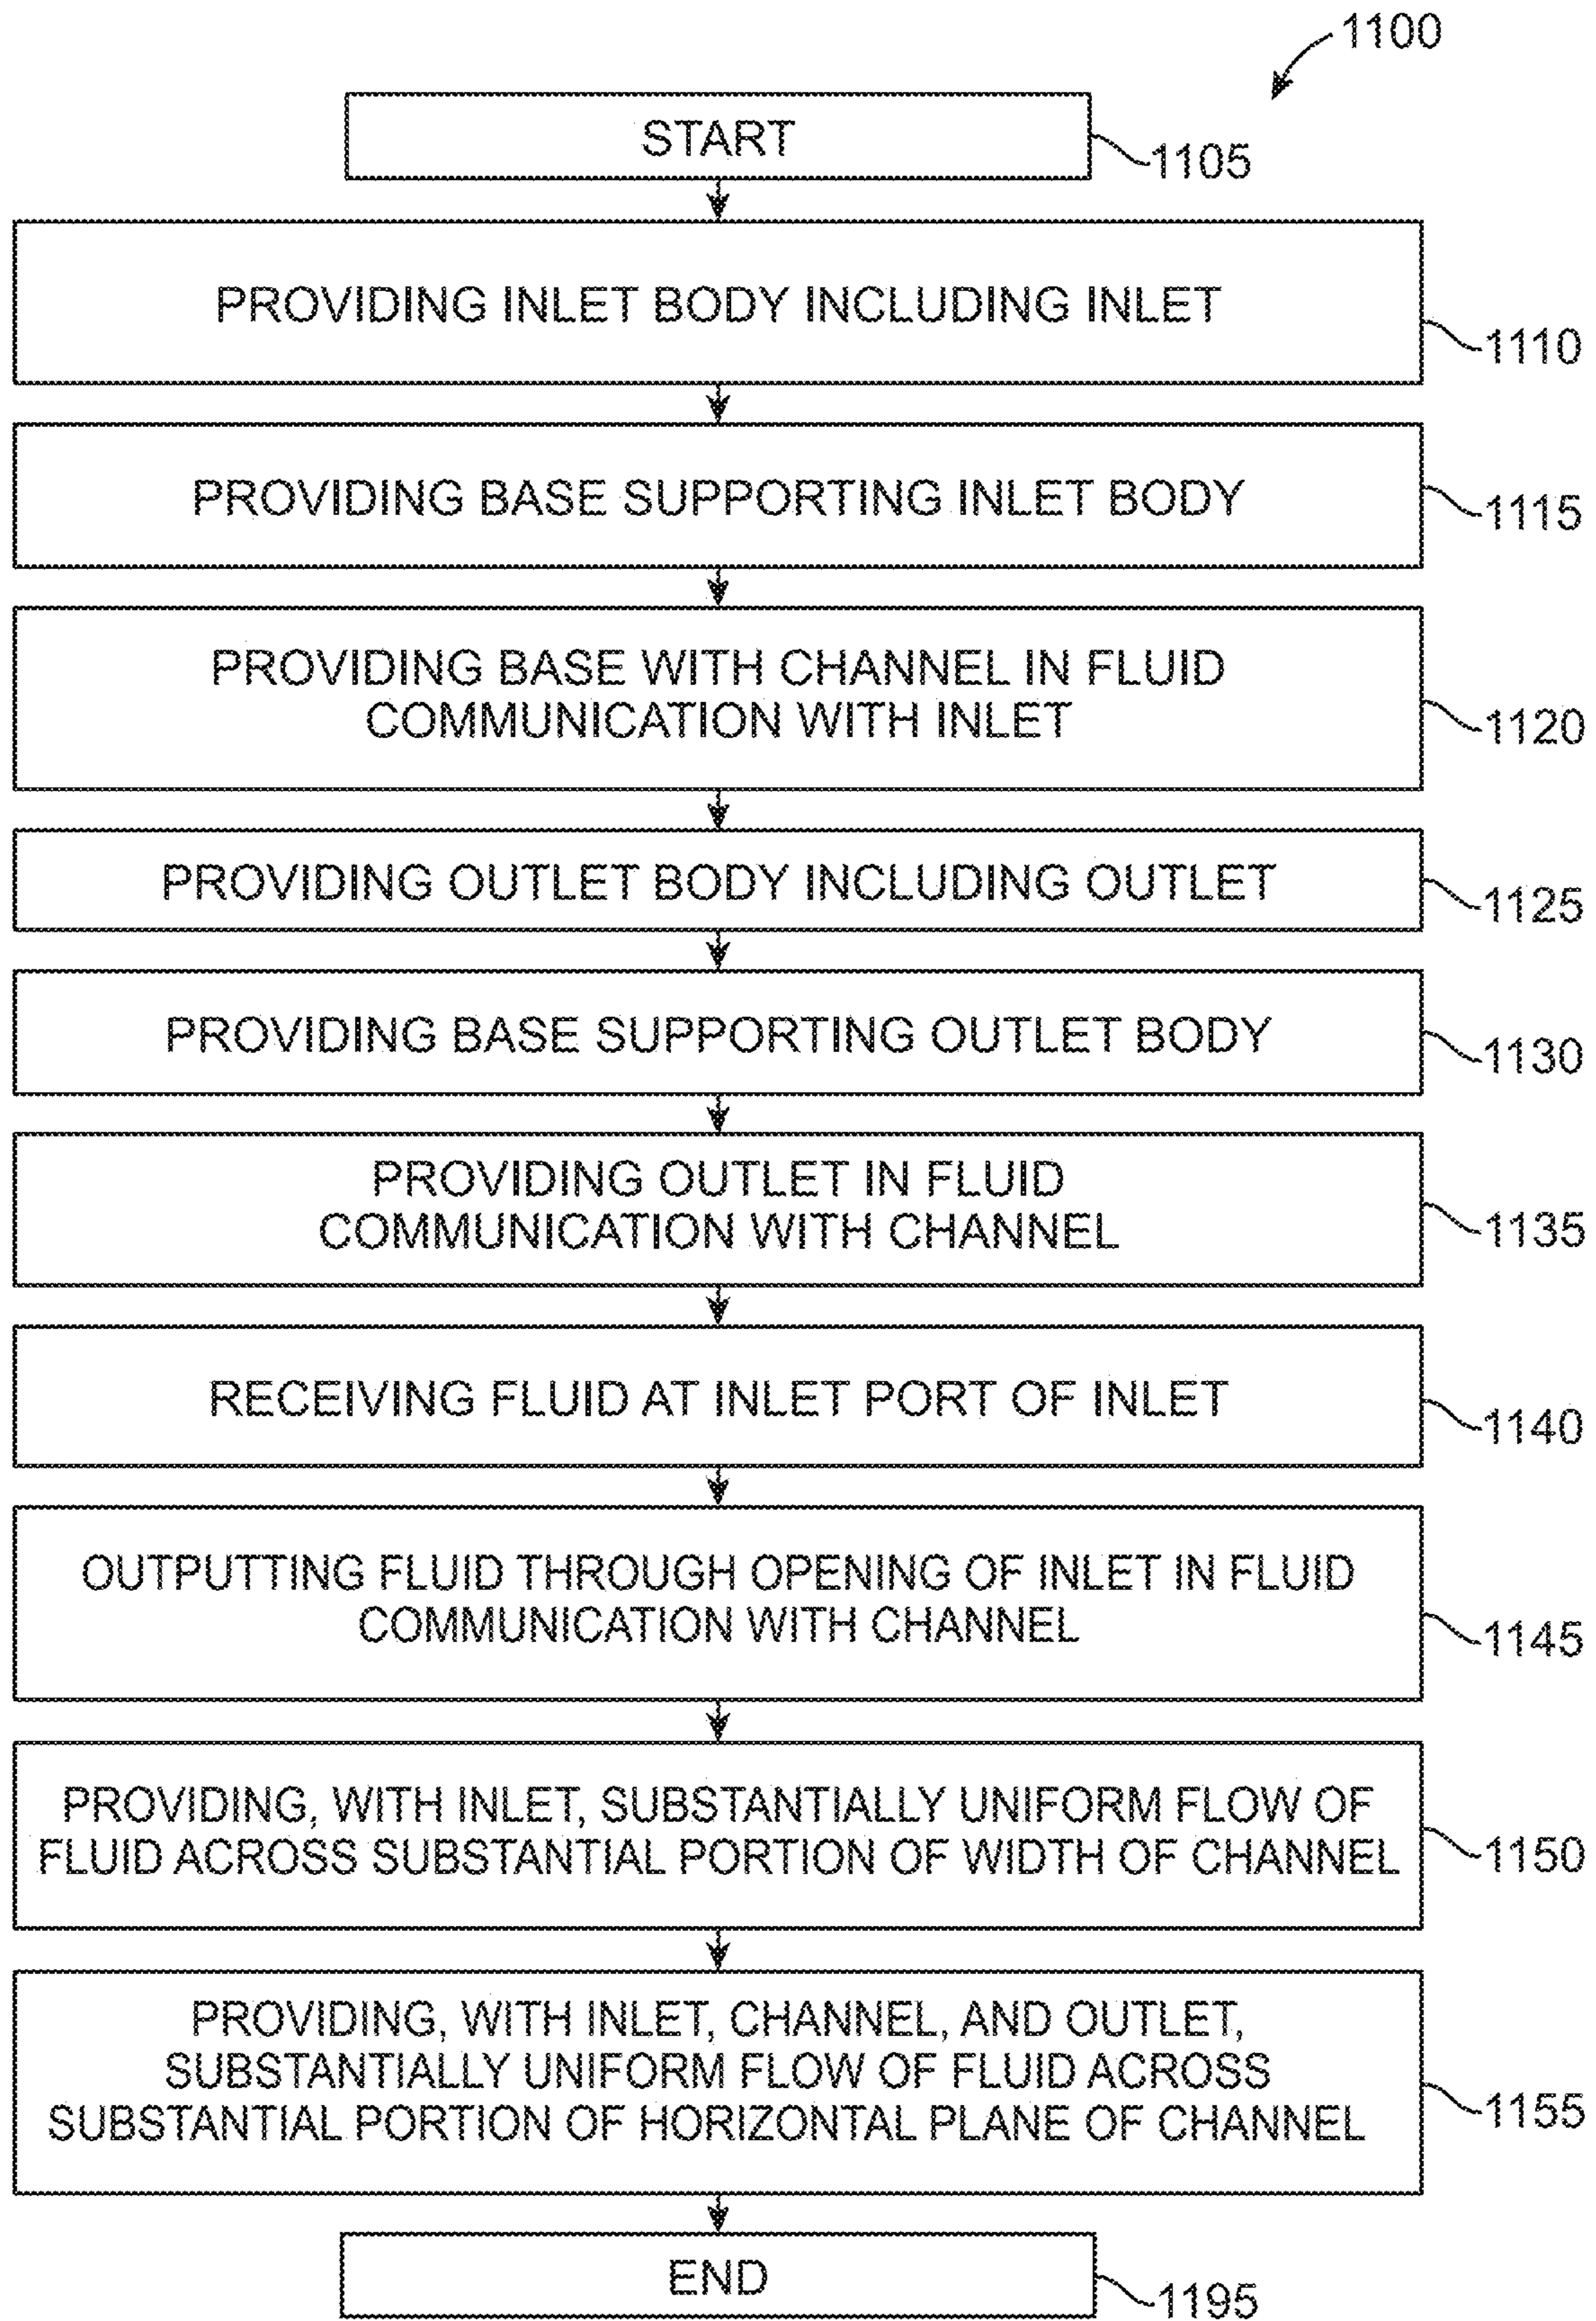 1100
START
1105
PROVIDING INLET BODY INCLUDING INLET
1110
PROVIDING BASE SUPPORTING INLET BODY
1115
PROVIDING BASE WITH CHANNEL IN FLUID
COMMUNICATION WITH INLET
1120
PROVIDING OUTLET BODY INCLUDING OUTLET
1125
PROVIDING BASE SUPPORTING OUTLET BODY
1130
PROVIDING OUTLET IN FLUID
COMMUNICATION WITH CHANNEL
1135
RECEIVING FLUID AT INLET PORT OF INLET
1140
OUTPUTTING FLUID THROUGH OPENING OF INLET IN FLUID
COMMUNICATION WITH CHANNEL
1145
PROVIDING, WITH INLET, SUBSTANTIALLY UNIFORM FLOW OF
FLUID ACROSS SUBSTANTIAL PORTION OF WIDTH OF CHANNEL
1150
PROVIDING, WITH INLET, CHANNEL, AND OUTLET,
SUBSTANTIALLY UNIFORM FLOW OF FLUID ACROSS
SUBSTANTIAL PORTION OF HORIZONTAL PLANE OF CHANNEL
1155
END
1195